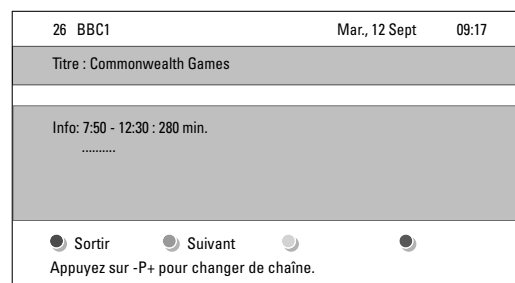 26 BBC1 Mar., 12 Sept 09:17
Titre : Commonwealth Games
Info: 7:50 - 12:30 : 280 min.
..........
Sortir Suivant
Appuyez sur -P+ pour changer de chaîne.